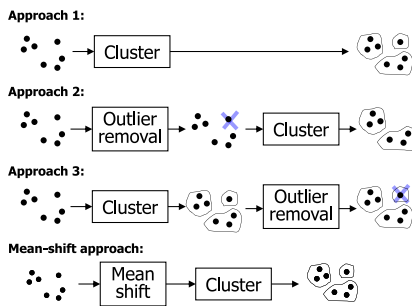 Approach 1:
Cluster
Approach 2:
Outlier
removal
Cluster
Approach 3:
Cluster
Outlier
removal
Mean-shift approach:
Mean
shift
Cluster